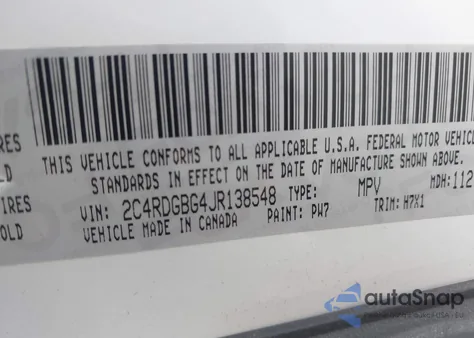 RES
LD
IRES
OLD
THIS VEHICLE CONFORMS TO ALL APPLICABLE U.S.A. FEDERAL MOTOR VEHICLE
STANDARDS IN EFFECT ON THE DATE OF MANUFACTURE SHOWN ABOVE.
VIN: 2C4RDGBG4JR138548 TYPE: MPV MDH: 112
VEHICLE MADE IN CANADA PAINT: PW7 TRIM: H7X1
autoSnap